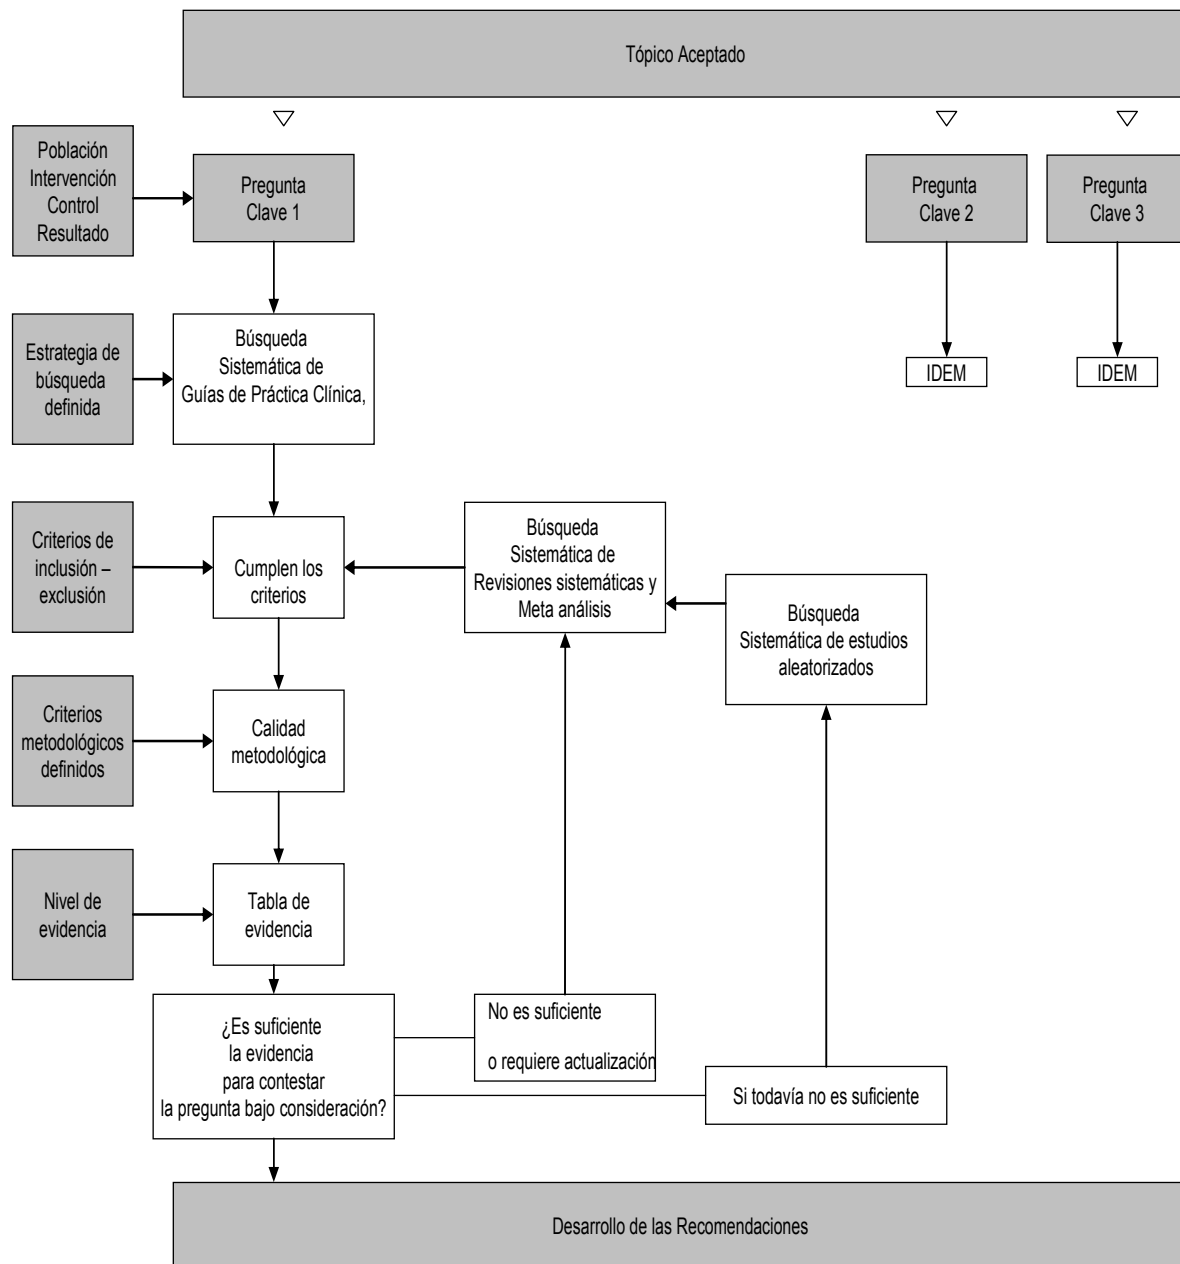 Tópico Aceptado
Población
Intervención
Control
Resultado
Pregunta
Clave 1
Pregunta
Clave 2
Pregunta
Clave 3
Estrategia de
búsqueda
definida
Búsqueda
Sistemática de
Guías de Práctica Clínica,
IDEM
IDEM
Criterios de
inclusión –
exclusión
Cumplen los
criterios
Búsqueda
Sistemática de
Revisiones sistemáticas y
Meta análisis
Búsqueda
Sistemática de estudios
aleatorizados
Criterios
metodológicos
definidos
Calidad
metodológica
Nivel de
evidencia
Tabla de
evidencia
¿Es suficiente
la evidencia
para contestar
la pregunta bajo consideración?
No es suficiente
o requiere actualización
Si todavía no es suficiente
Desarrollo de las Recomendaciones